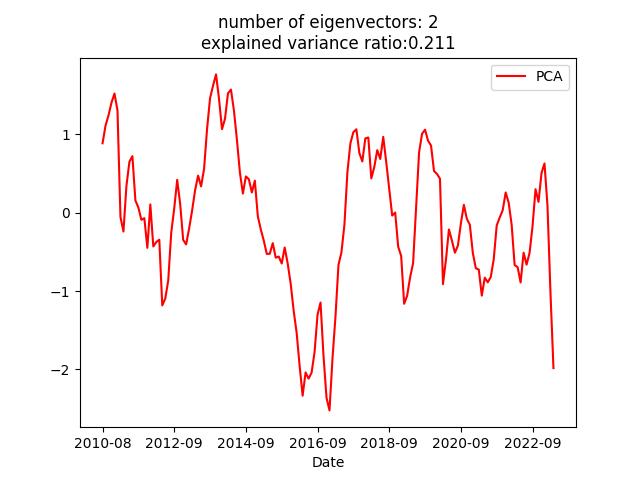 number of eigenvectors: 2
explained variance ratio:0.211
PCA
1
0
−1
−2
2010-08 2012-09 2014-09 2016-09 2018-09 2020-09 2022-09
Date